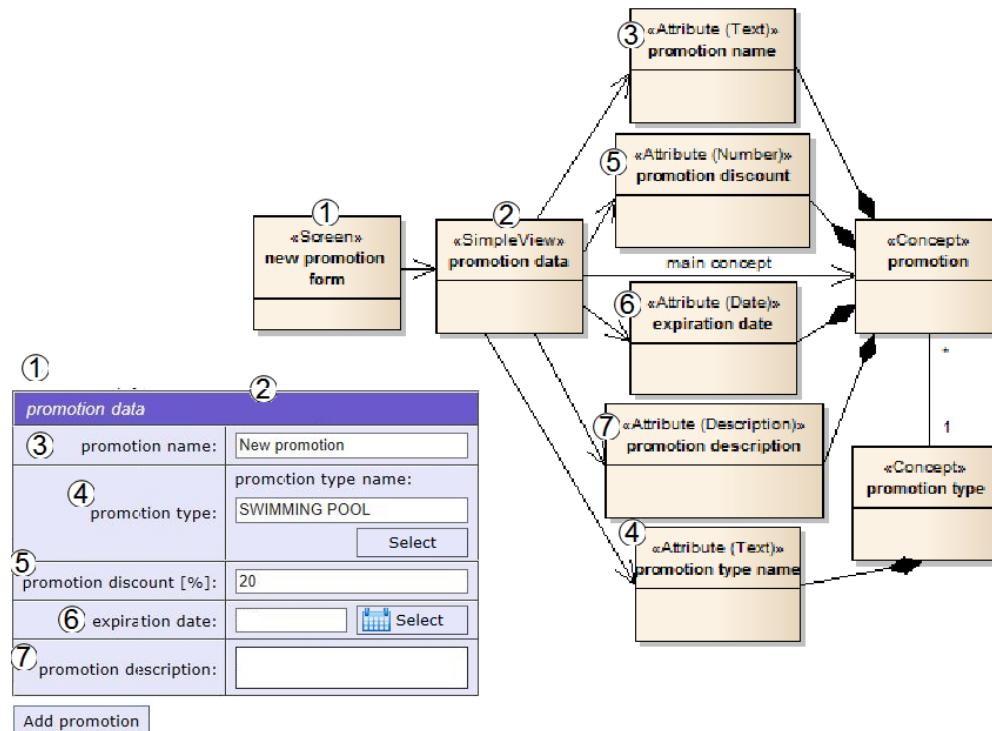 ③ «Attribute (Text)»
promotion name
⑤ «Attribute (Number)»
promotion discount
①
«Screen»
new promotion
form
②
«SimpleView»
promotion data
main concept
«Concept»
promotion
⑥ «Attribute (Date)»
expiration date
*
1
⑦ «Attribute (Description)»
promotion description
«Concept»
promotion type
④ «Attribute (Text)»
promotion type name
①
②
promotion data
③ promotion name: New promotion
promotion type name:
④ promotion type: SWIMMING POOL
Select
⑤
promotion discount [%]: 20
⑥ expiration date: Select
⑦ promotion description:
Add promotion